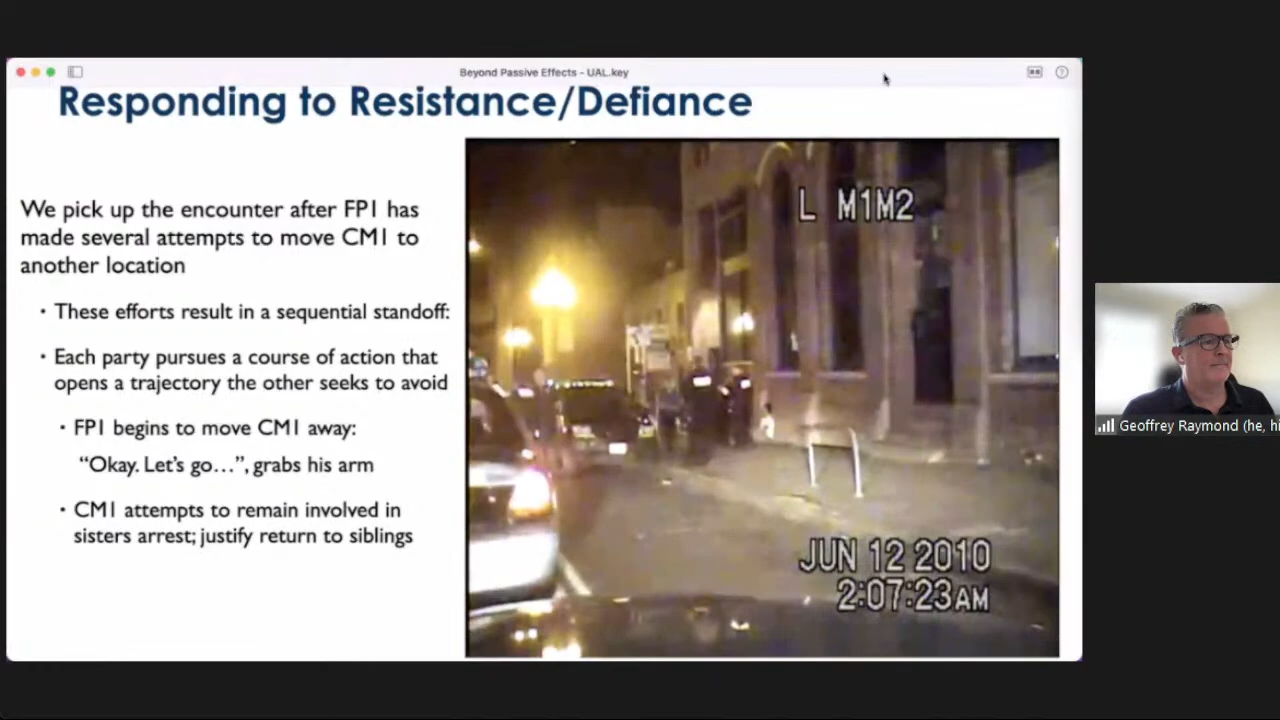 Beyond Passive Effects - UAL.key
Responding to Resistance/Defiance
We pick up the encounter after FP1 has
made several attempts to move CM1 to
another location
• These efforts result in a sequential standoff:
• Each party pursues a course of action that
opens a trajectory the other seeks to avoid
• FP1 begins to move CM1 away:
“Okay. Let’s go…”, grabs his arm
• CM1 attempts to remain involved in
sisters arrest; justify return to siblings
L M1M2
JUN 12 2010
2:07:23AM
Geoffrey Raymond (he, hi